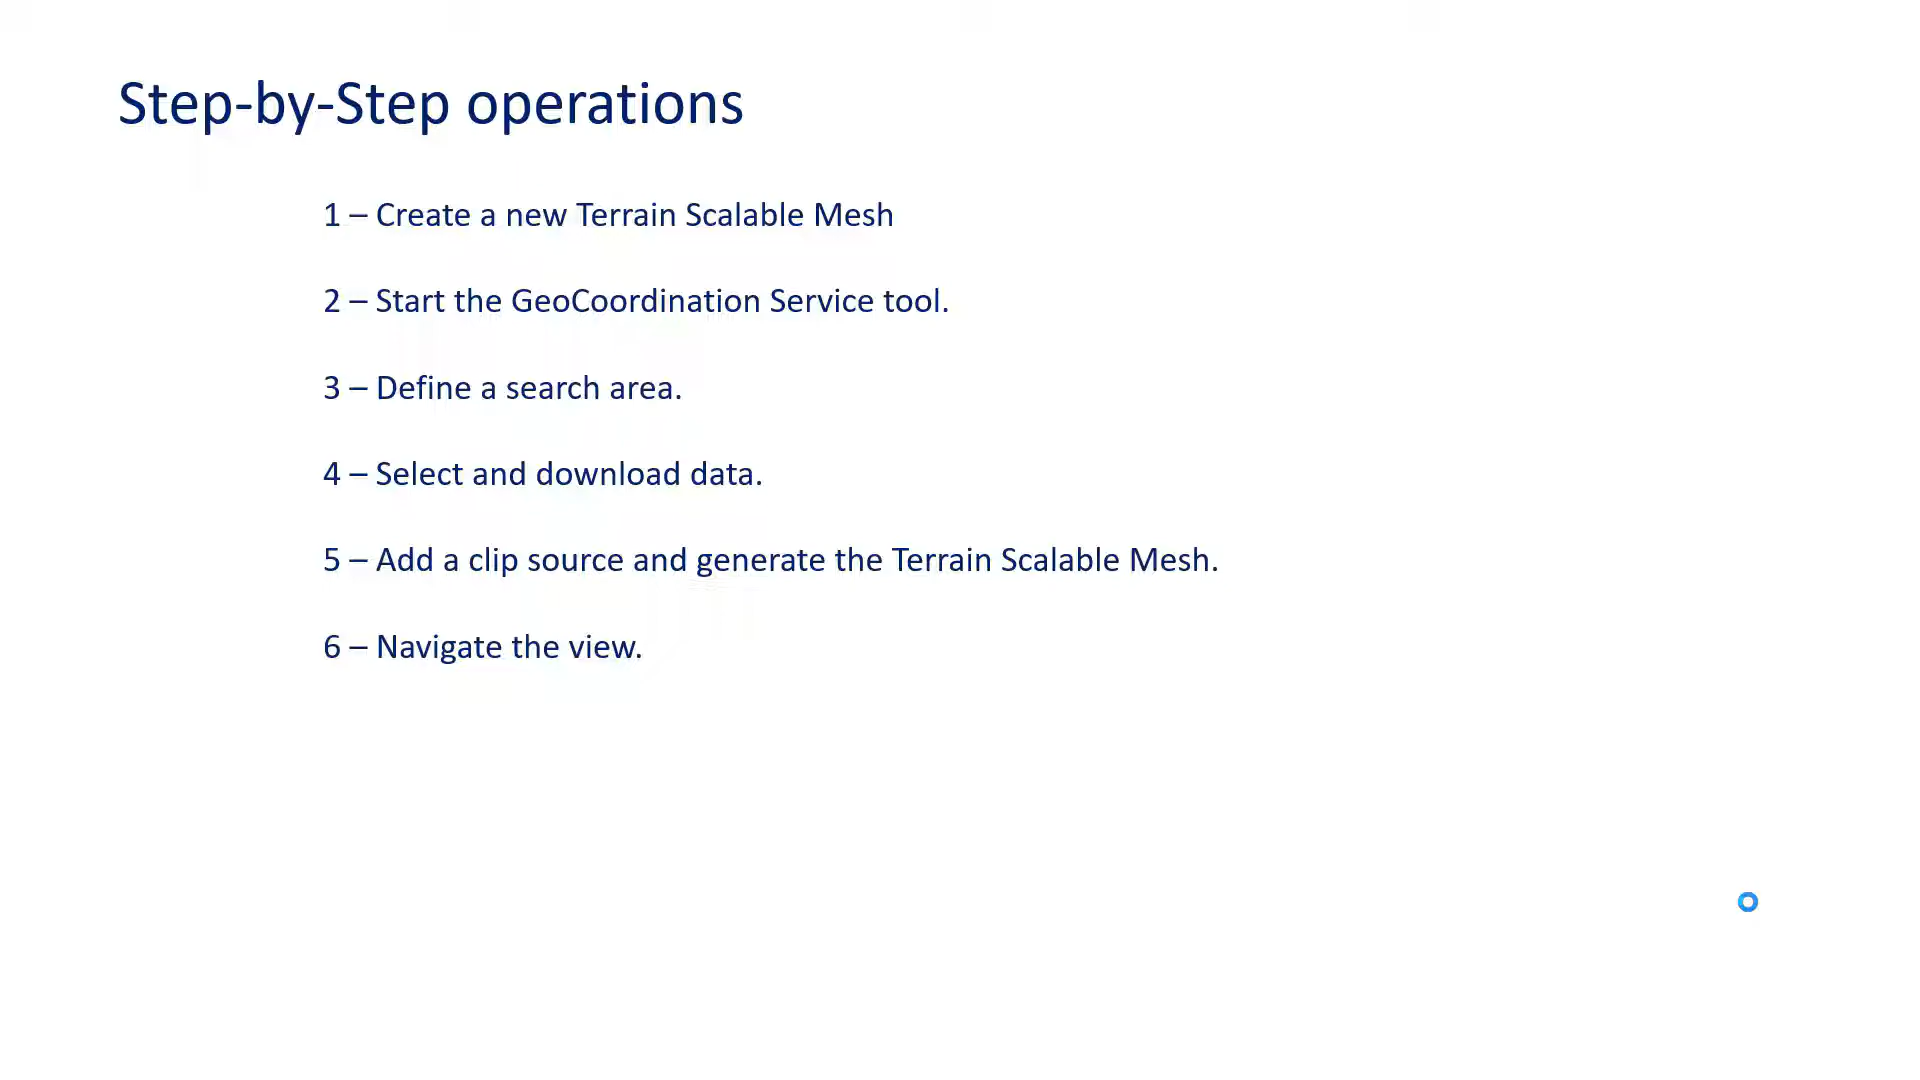 Step-by-Step operations
1 – Create a new Terrain Scalable Mesh
2 – Start the GeoCoordination Service tool.
3 – Define a search area.
4 – Select and download data.
5 – Add a clip source and generate the Terrain Scalable Mesh.
6 – Navigate the view.